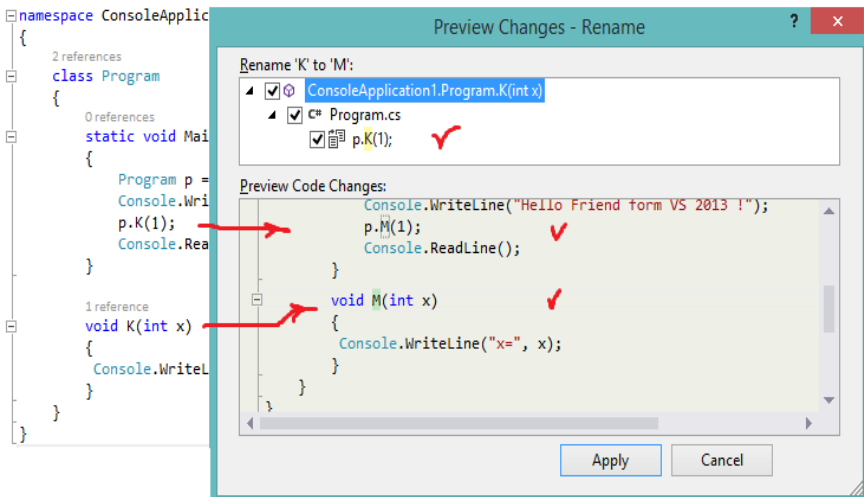 namespace ConsoleApplic
{
2 references
class Program
{
0 references
static void Mai
{
Program p =
Console.Wri
p.K(1);
Console.Rea
}
1 reference
void K(int x)
{
Console.WriteL
}
}
}
Preview Changes - Rename
? ×
Rename 'K' to 'M':
ConsoleApplication1.Program.K(int x)
C# Program.cs
p.K(1);
Preview Code Changes:
Console.WriteLine("Hello Friend form VS 2013 !");
p.M(1);
Console.ReadLine();
}
void M(int x)
{
Console.WriteLine("x=", x);
}
}
}
Apply Cancel